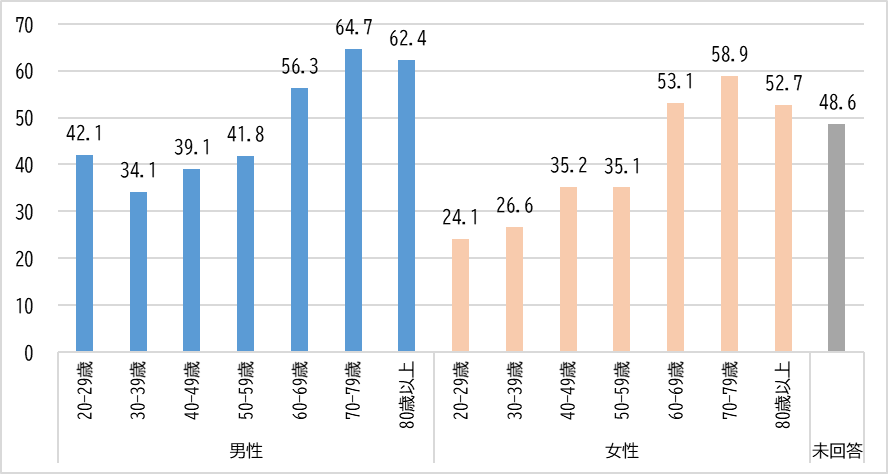 70
60
50
40
30
20
10
0
42.1
34.1
39.1
41.8
56.3
64.7
62.4
24.1
26.6
35.2
35.1
53.1
58.9
52.7
48.6
20-29歳
30-39歳
40-49歳
50-59歳
60-69歳
70-79歳
80歳以上
20-29歳
30-39歳
40-49歳
50-59歳
60-69歳
70-79歳
80歳以上
男性
女性
未回答